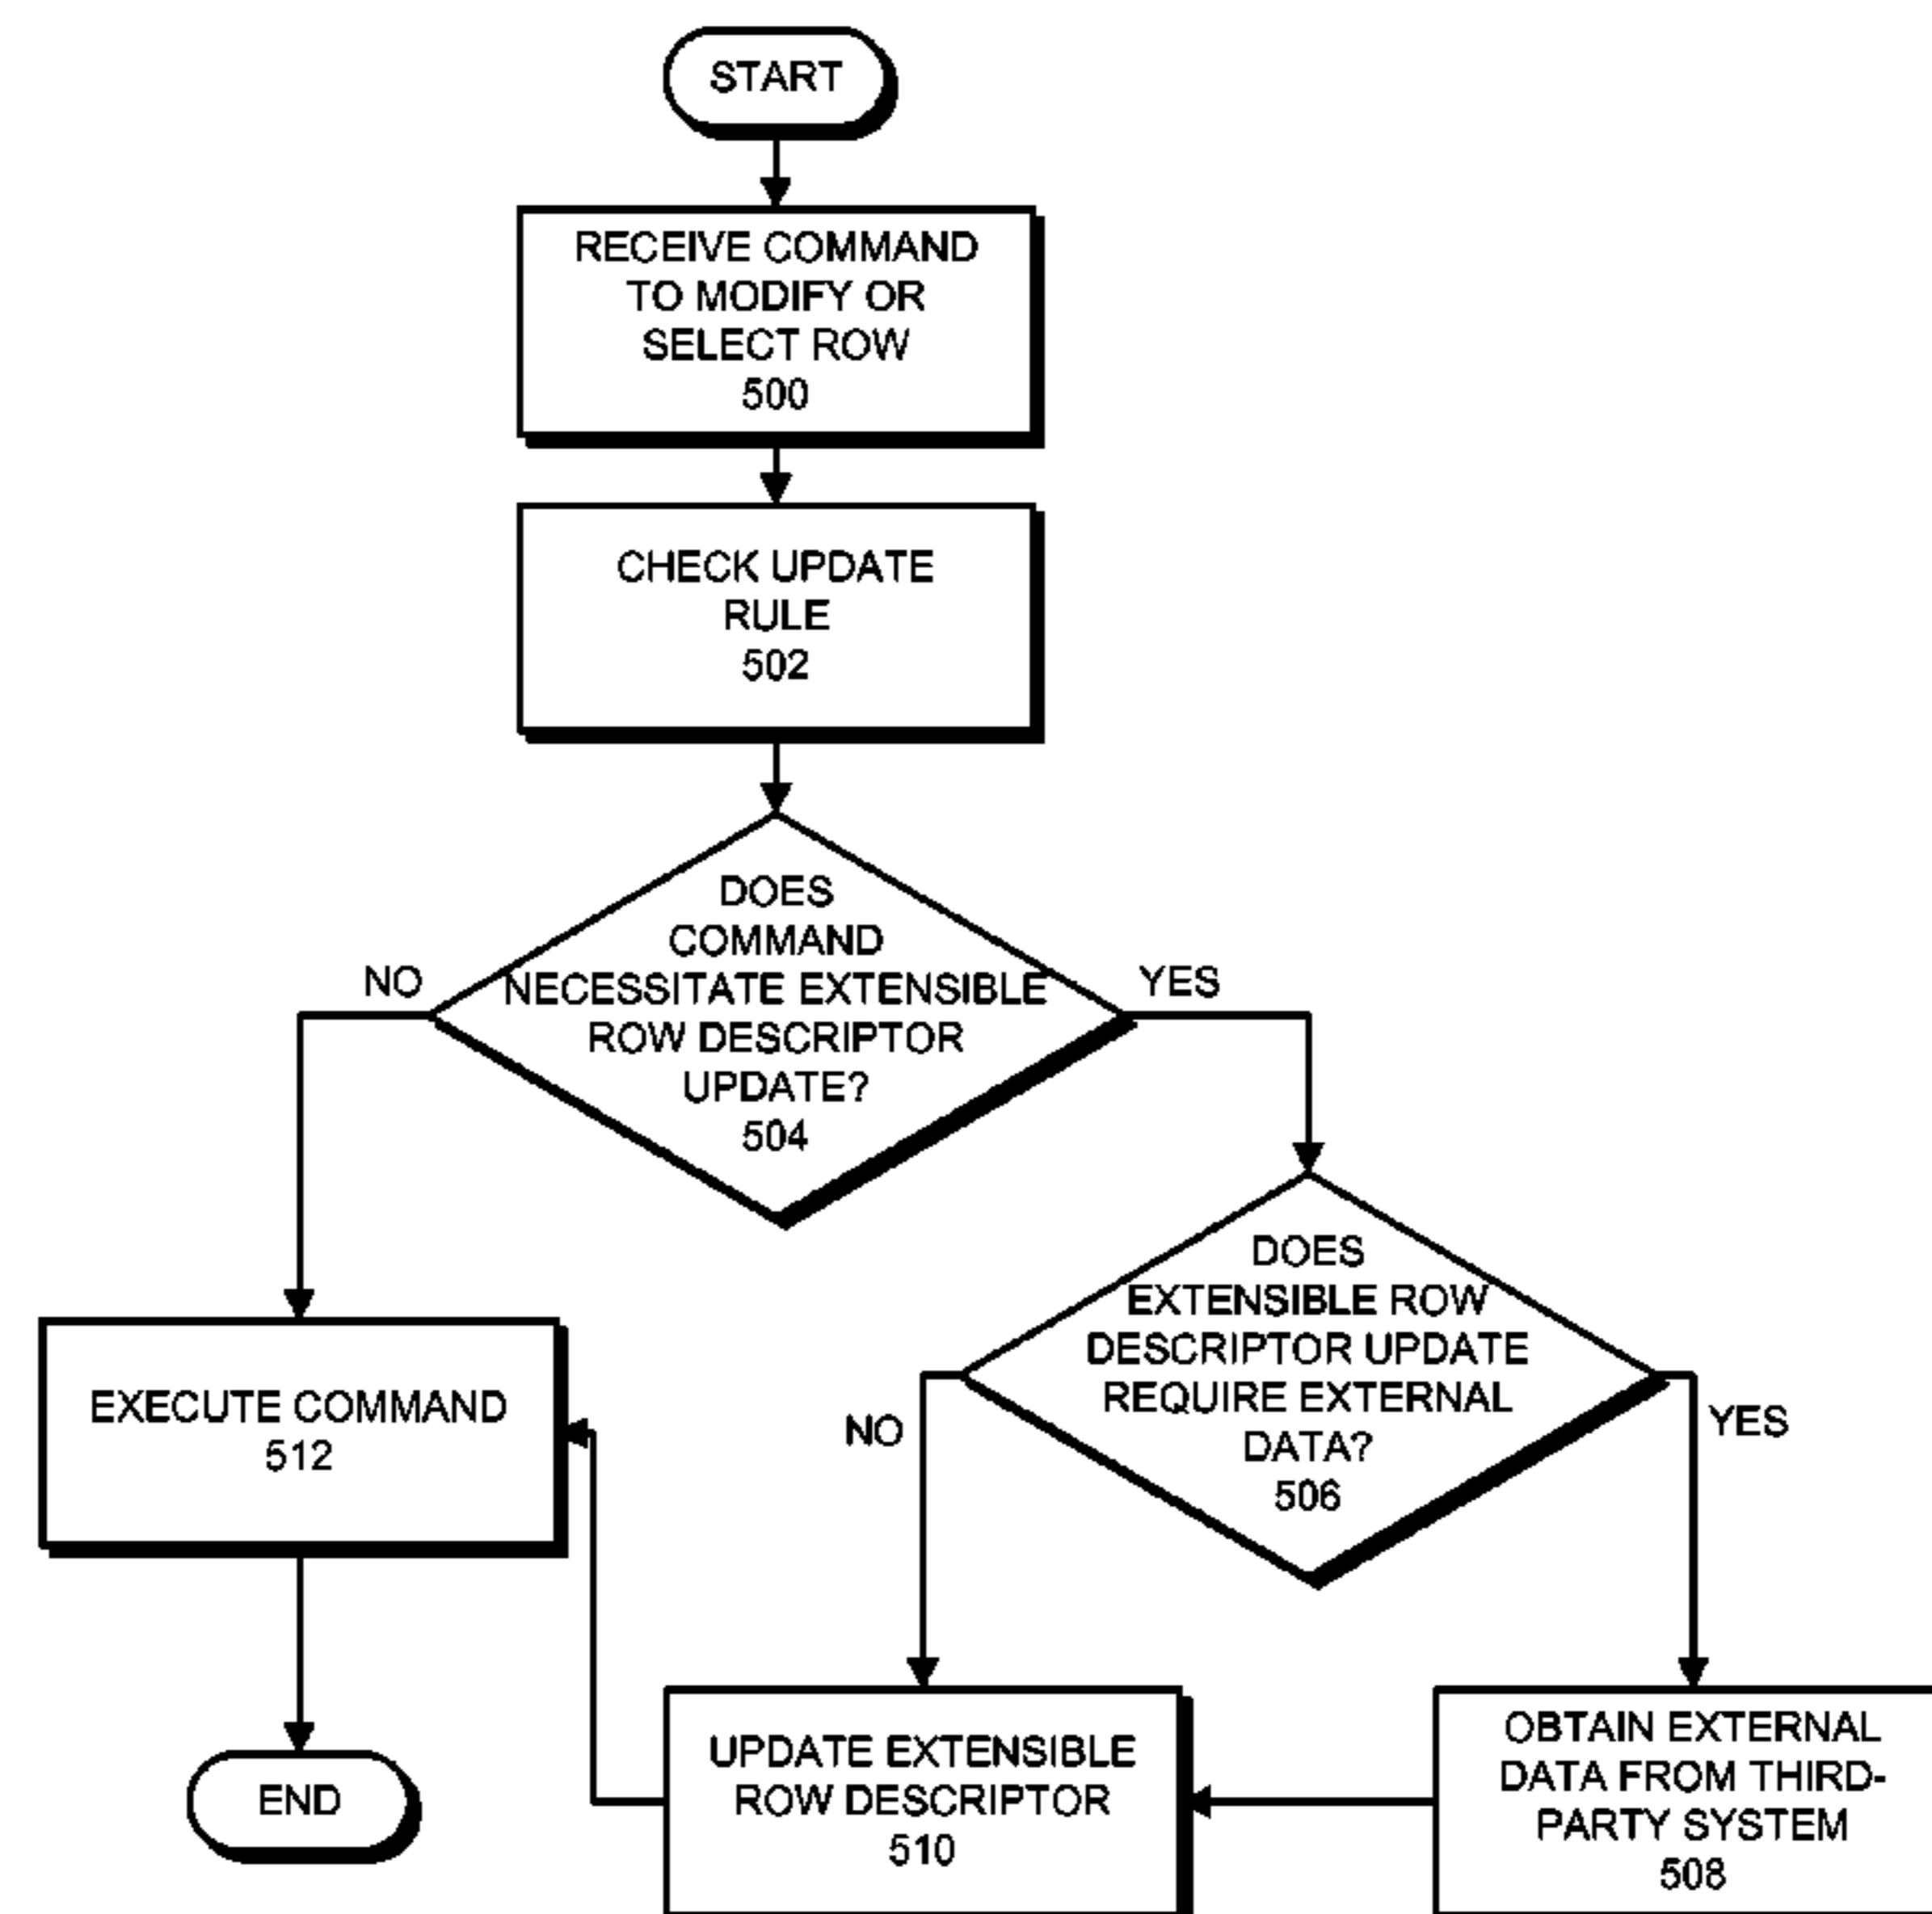 START
RECEIVE COMMAND
TO MODIFY OR
SELECT ROW
500
CHECK UPDATE
RULE
502
DOES
COMMAND
NECESSITATE EXTENSIBLE
ROW DESCRIPTOR
UPDATE?
504
NO
YES
DOES
EXTENSIBLE ROW
DESCRIPTOR UPDATE
REQUIRE EXTERNAL
DATA?
506
NO
YES
EXECUTE COMMAND
512
UPDATE EXTENSIBLE
ROW DESCRIPTOR
510
OBTAIN EXTERNAL
DATA FROM THIRD-
PARTY SYSTEM
508
END